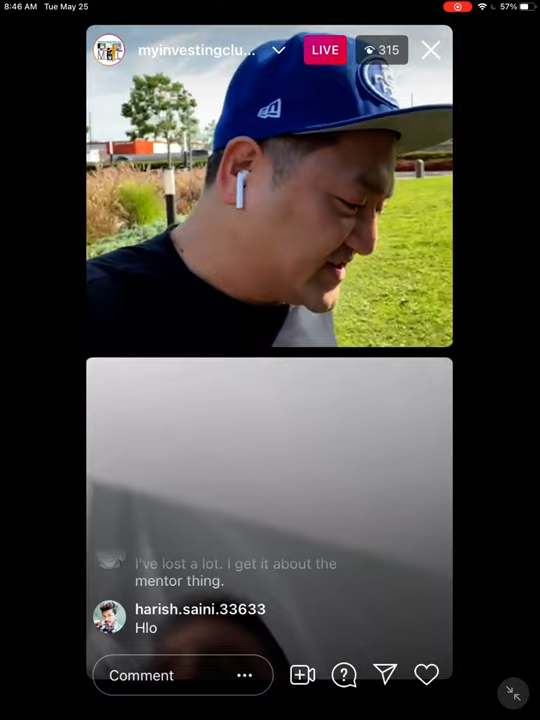 8:46 AM Tue May 25
57%
myinvestingclu...
LIVE
315
I've lost a lot. I get it about the
mentor thing.
harish.saini.33633
Hlo
Comment